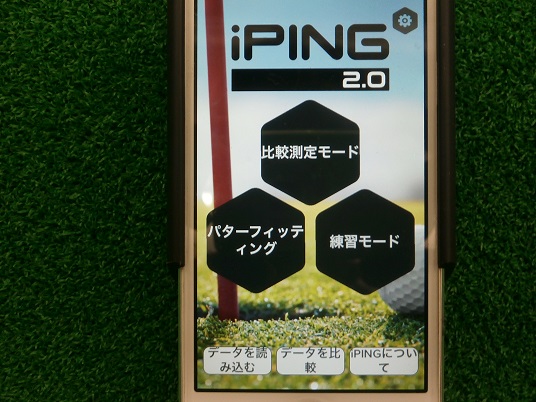 iPING
2.0
比較測定モード
パターフィッテ
ィング
練習モード
データを読
み込む
データを比
較
iPINGについ
て